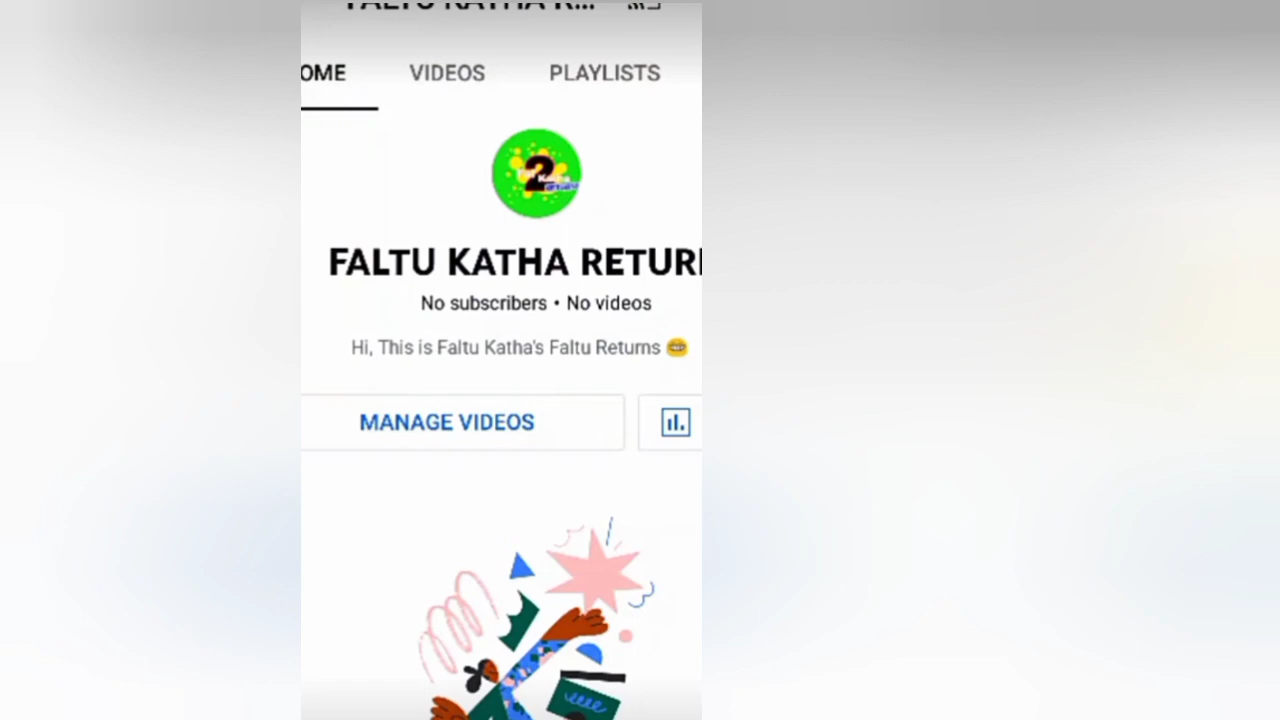 OME VIDEOS PLAYLISTS
2
FALTU KATHA RETUR
No subscribers • No videos
Hi, This is Faltu Katha's Faltu Returns 😁
MANAGE VIDEOS